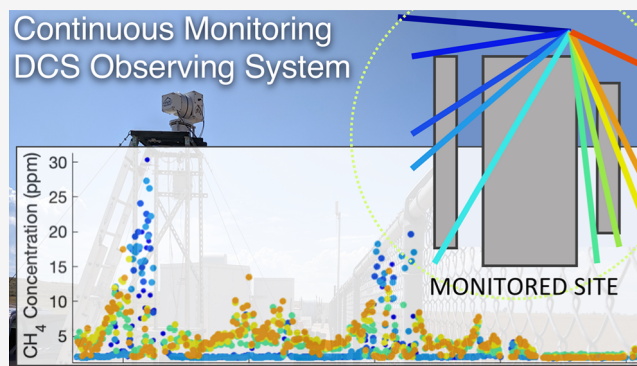 Continuous Monitoring
DCS Observing System
CH₄ Concentration (ppm)
30
25
20
15
10
5
MONITORED SITE